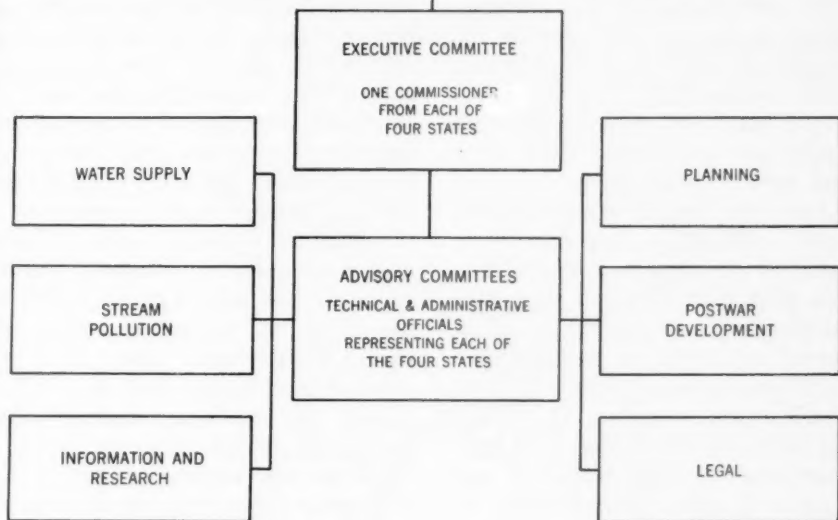 EXECUTIVE COMMITTEE
ONE COMMISSIONER
FROM EACH OF
FOUR STATES
WATER SUPPLY
PLANNING
ADVISORY COMMITTEES
TECHNICAL & ADMINISTRATIVE
OFFICIALS
REPRESENTING EACH OF
THE FOUR STATES
STREAM
POLLUTION
POSTWAR
DEVELOPMENT
INFORMATION AND
RESEARCH
LEGAL